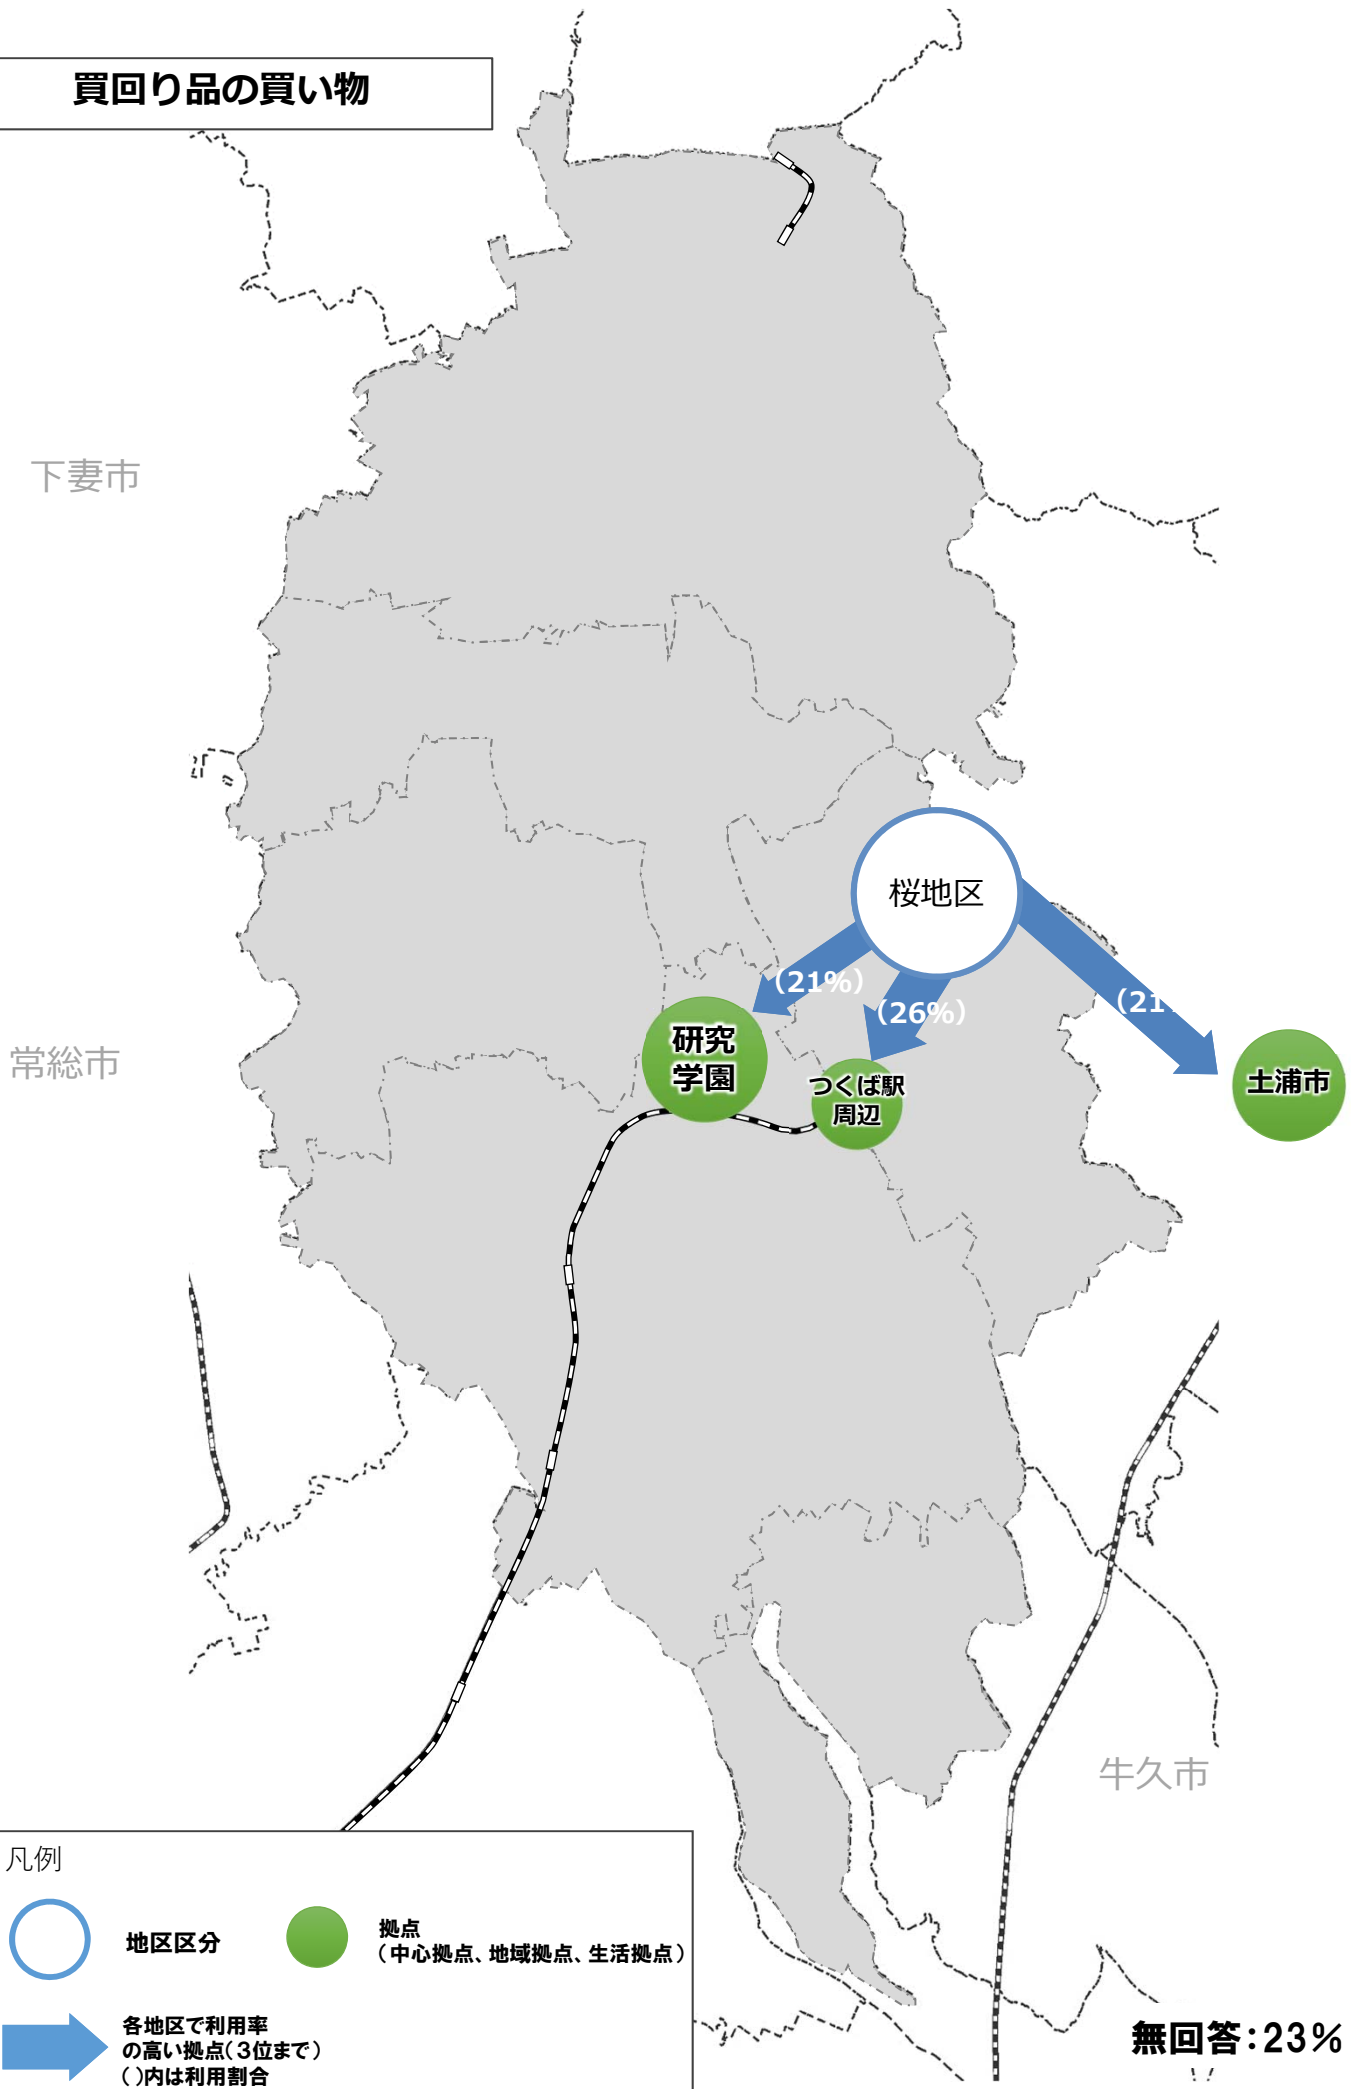 買回り品の買い物
下妻市
桜地区
(21%)
(26%)
(21
研究
学園
つくば駅
周辺
土浦市
常総市
牛久市
凡例
地区区分
拠点
(中心拠点、地域拠点、生活拠点)
各地区で利用率
の高い拠点(3位まで)
( )内は利用割合
無回答:23%